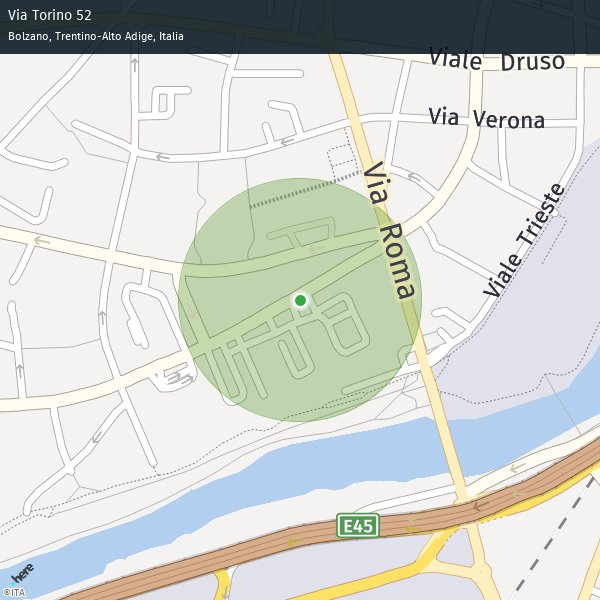 Via Torino 52
Bolzano, Trentino-Alto Adige, Italia
Viale Druso
Via Verona
Via Roma
Viale Trieste
E45
here
©ITA